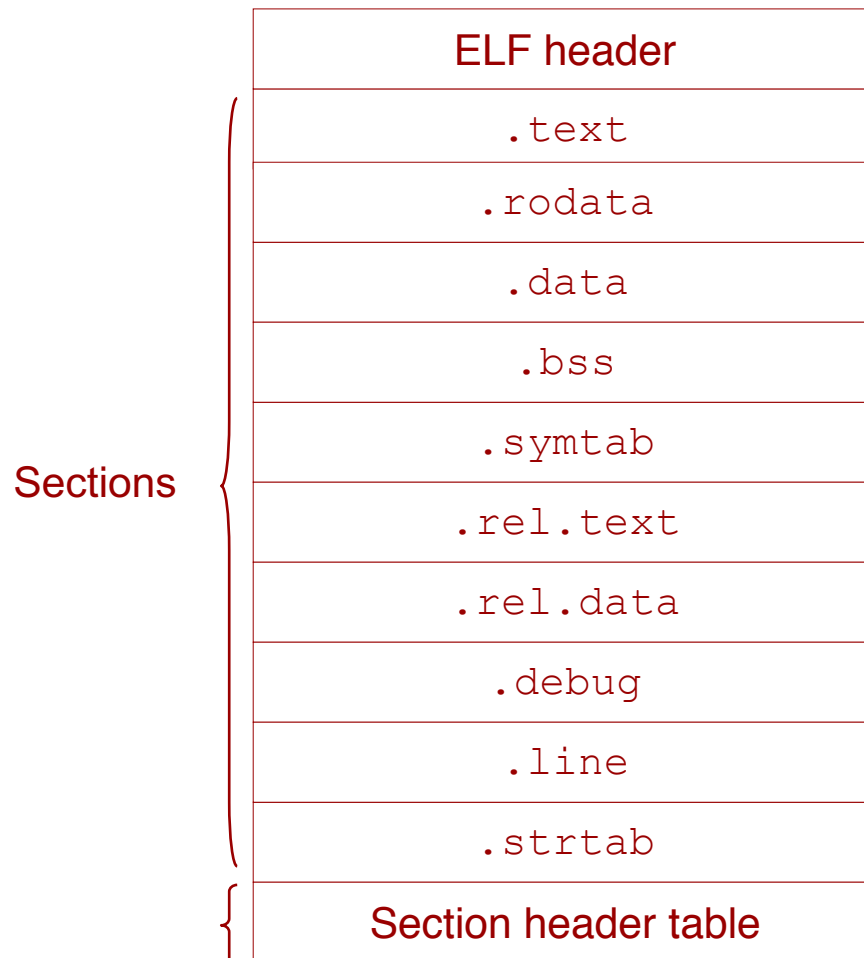 ELF header
.text
.rodata
.data
.bss
.symtab
Sections
.rel.text
.rel.data
.debug
.line
.strtab
Section header table